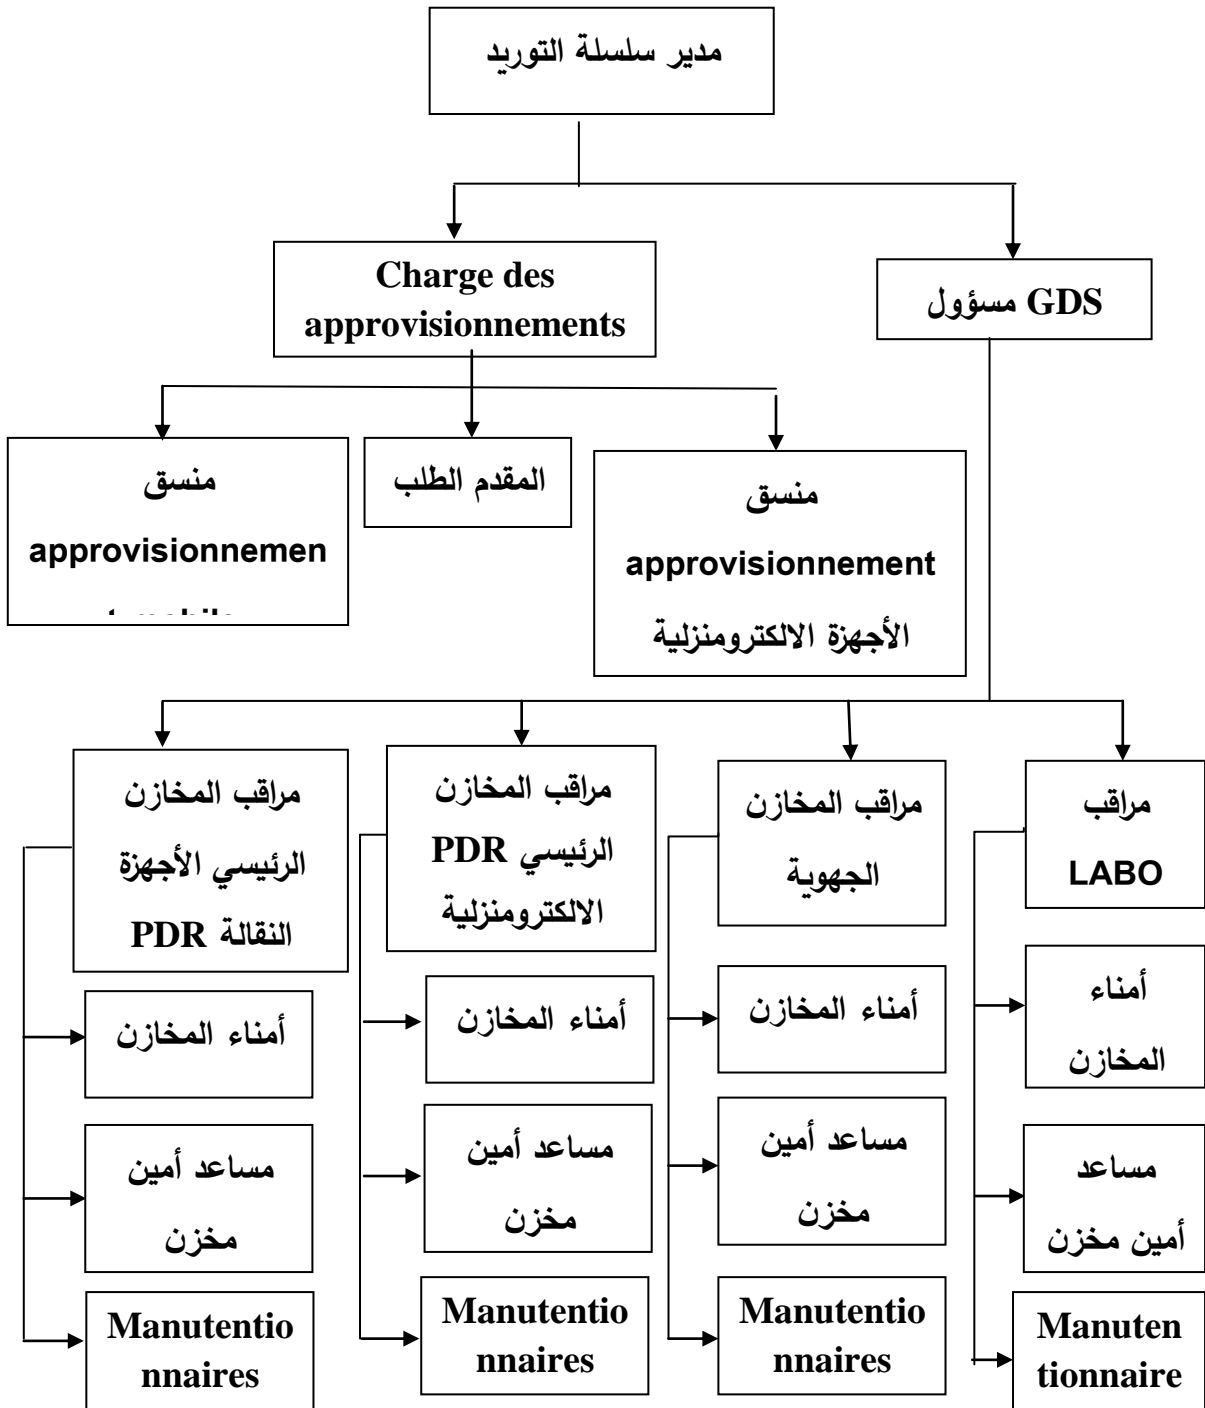 مدير سلسلة التوريد
Charge des
approvisionnements
مسؤول GDS
منسق
approvisionnemen
المقدم الطلب
منسق
approvisionnement
الأجهزة الالكترومنزلية
مراقب المخازن
الرئيسي الأجهزة
النقالة PDR
مراقب المخازن
الرئيسي PDR
الالكترومنزلية
مراقب المخازن
الجهوية
مراقب
LABO
أمناء المخازن
أمناء المخازن
أمناء المخازن
أمناء
المخازن
مساعد أمين
مخزن
مساعد أمين
مخزن
مساعد أمين
مخزن
مساعد
أمين مخزن
Manutentio
nnaires
Manutentio
nnaires
Manutentio
nnaires
Manuten
tionnaire